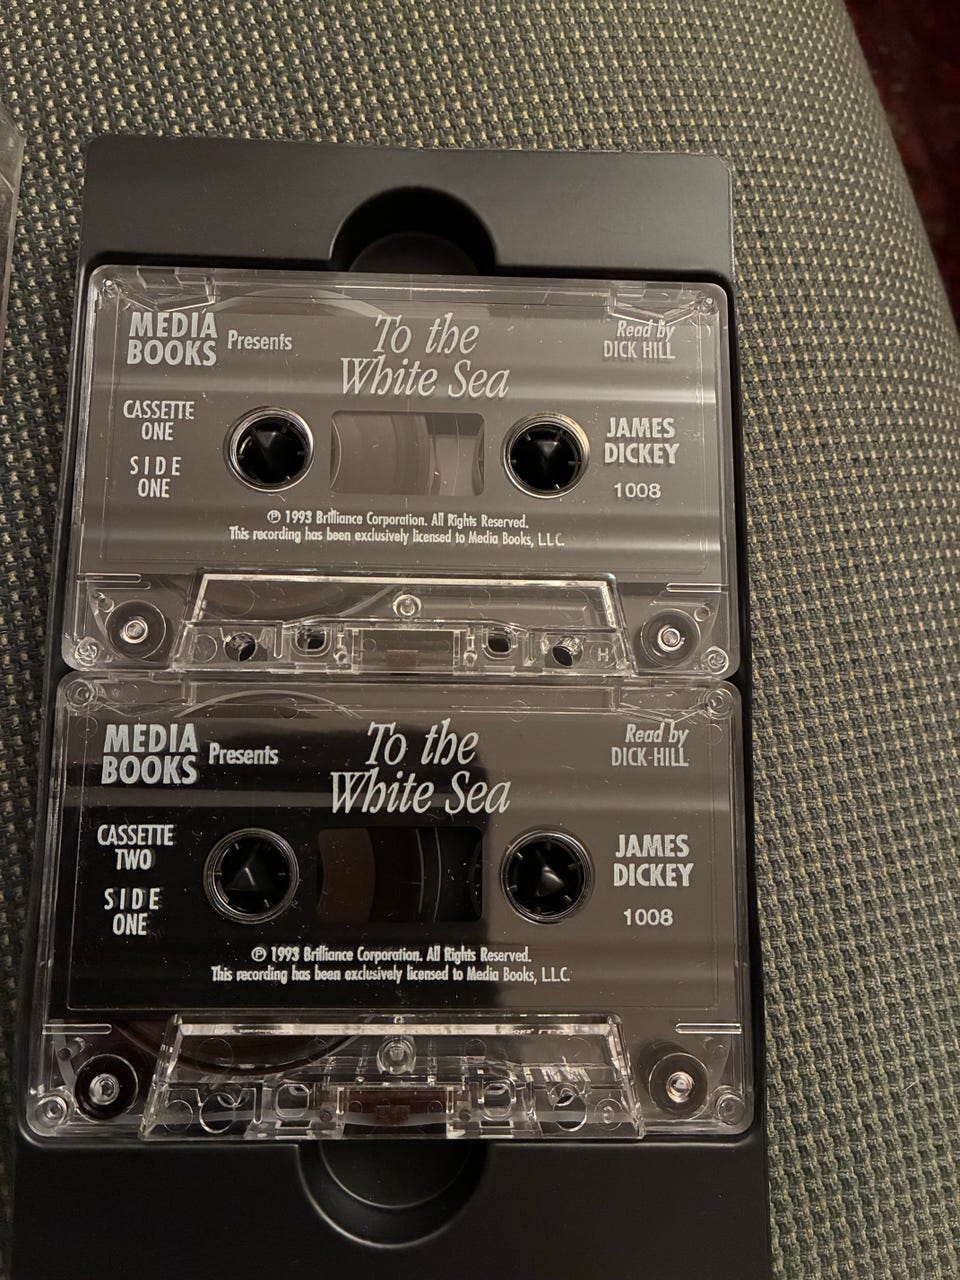 MEDIA BOOKS Presents
To the White Sea
Read by
DICK HILL
CASSETTE
ONE
SIDE
ONE
JAMES
DICKEY
1008
℗ 1993 Brilliance Corporation. All Rights Reserved.
This recording has been exclusively licensed to Media Books, L.L.C.
H
MEDIA BOOKS Presents
To the White Sea
Read by
DICK-HILL
CASSETTE
TWO
SIDE
ONE
JAMES
DICKEY
1008
℗ 1993 Brilliance Corporation. All Rights Reserved.
This recording has been exclusively licensed to Media Books, L.L.C.